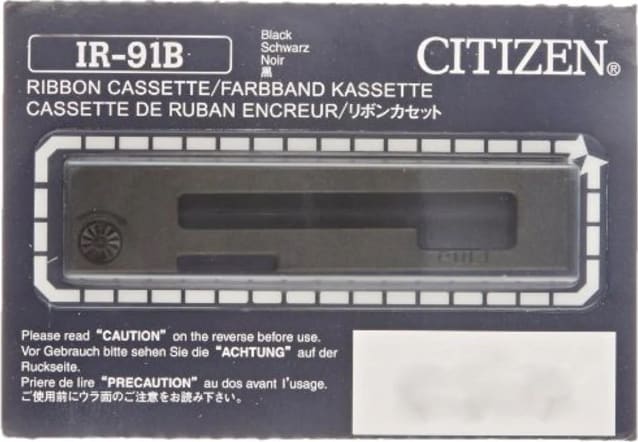 IR-91B
Black
Schwarz
Noir
黒
CITIZEN®
RIBBON CASSETTE/FARBBAND KASSETTE
CASSETTE DE RUBAN ENCREUR/リボンカセット
Please read “CAUTION” on the reverse before use.
Vor Gebrauch bitte sehen Sie die “ACHTUNG” auf der
Ruckseite.
Priere de lire “PRECAUTION” au dos avant l'usage.
ご使用前にウラ面のご注意をお読み下さい。